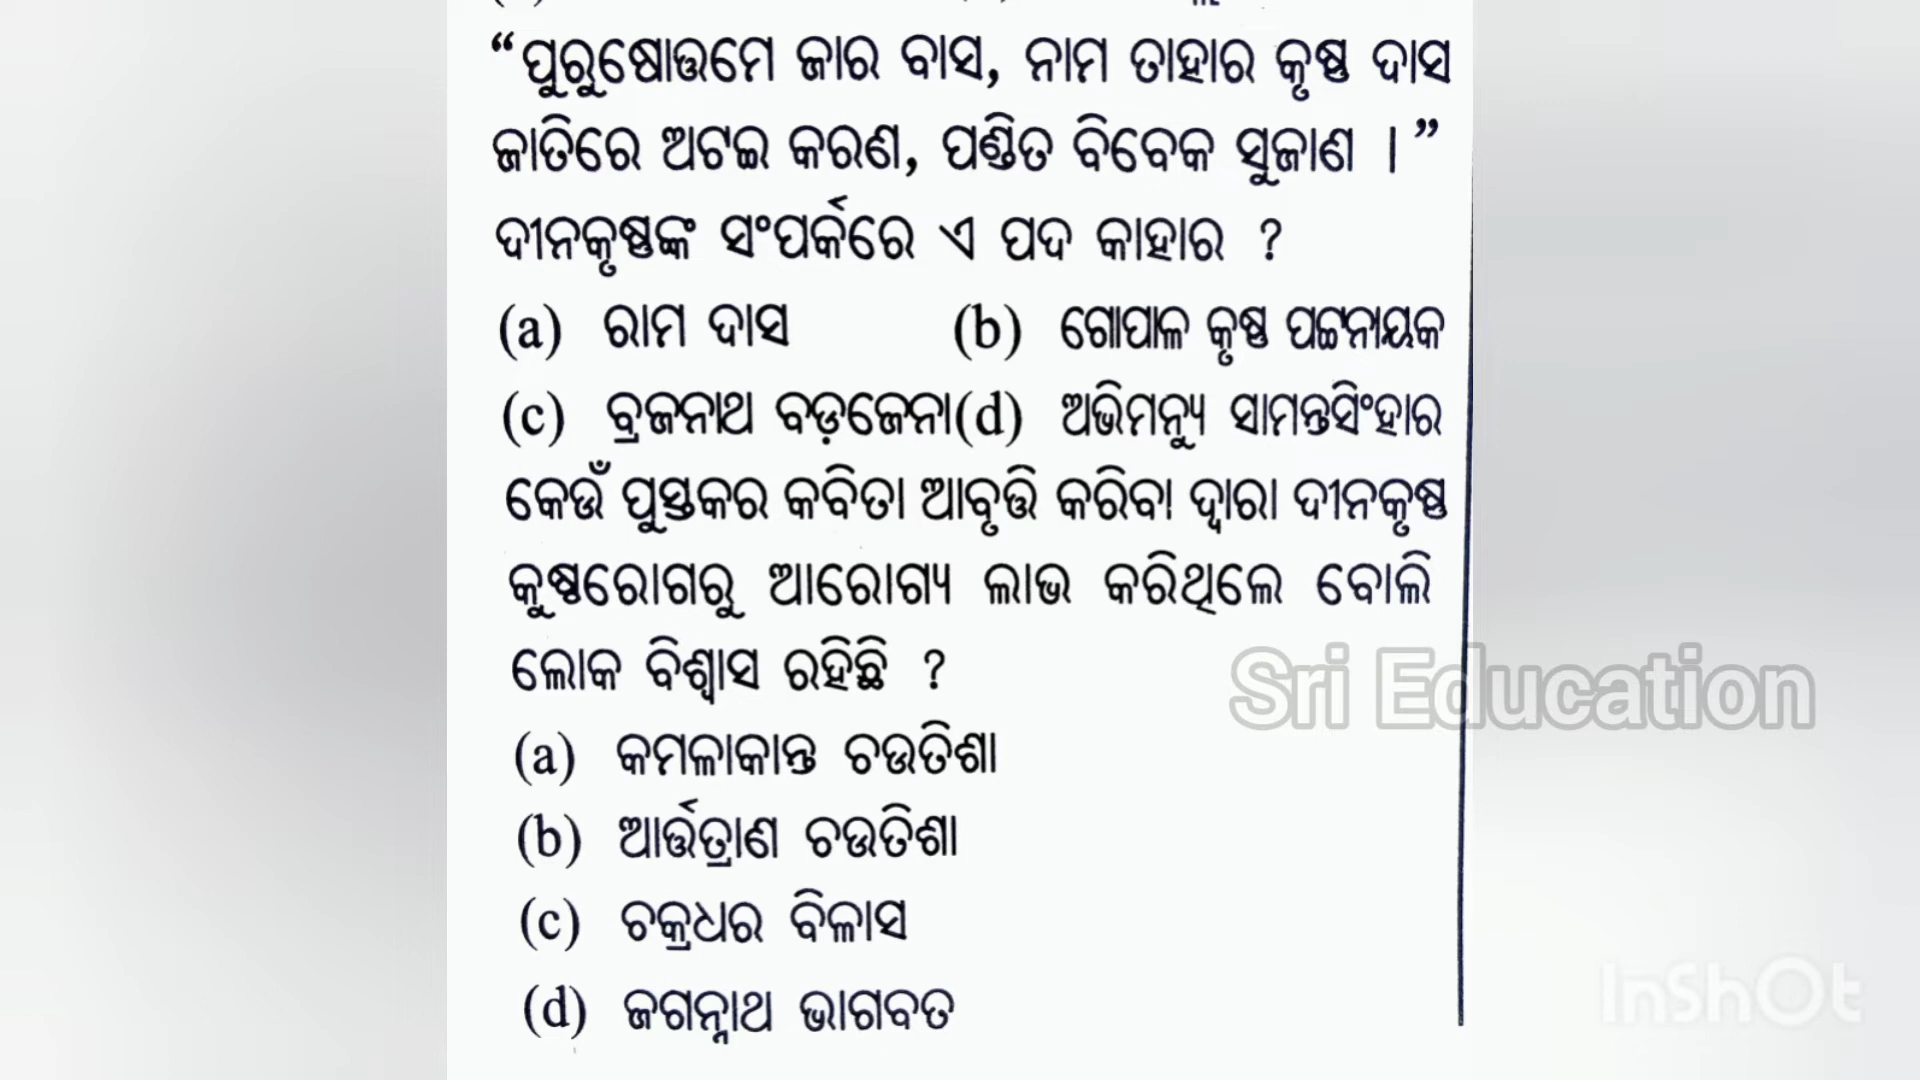 “ପୁରୁଷୋତ୍ତମେ ଜାର ବାସ, ନାମ ତାହାର କୃଷ୍ଣ ଦାସ
ଜାତିରେ ଅଟଇ କରଣ, ପଣ୍ଡିତ ବିବେକ ସୁଜାଣ ।”
ଦୀନକୃଷ୍ଣଙ୍କ ସଂପର୍କରେ ଏ ପଦ କାହାର ?
(a) ରାମ ଦାସ (b) ଗୋପାଳ କୃଷ୍ଣ ପଟ୍ଟନାୟକ
(c) ବ୍ରଜନାଥ ବଡ଼ଜେନା(d) ଅଭିମନ୍ୟୁ ସାମନ୍ତସିଂହାର
କେଉଁ ପୁସ୍ତକର କବିତା ଆବୃତ୍ତି କରିବା ଦ୍ୱାରା ଦୀନକୃଷ୍ଣ
କୁଷ୍ଠରୋଗରୁ ଆରୋଗ୍ୟ ଲାଭ କରିଥିଲେ ବୋଲି
ଲୋକ ବିଶ୍ୱାସ ରହିଛି ?
Sri Education
(a) କମଳାକାନ୍ତ ଚଉତିଶା
(b) ଆର୍ତ୍ତତ୍ରାଣ ଚଉତିଶା
(c) ଚକ୍ରଧର ବିଳାସ
(d) ଜଗନ୍ନାଥ ଭାଗବତ
InShOt